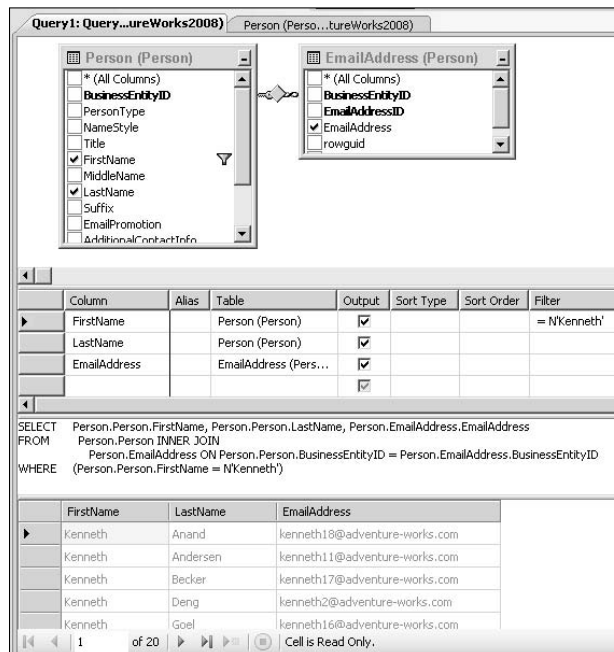 Query1: Query...ureWorks2008)
Person (Perso...tureWorks2008)
Person (Person)
* (All Columns)
BusinessEntityID
PersonType
NameStyle
Title
FirstName
MiddleName
LastName
Suffix
EmailPromotion
AdditionalContactInfo
EmailAddress (Person)
* (All Columns)
BusinessEntityID
EmailAddressID
EmailAddress
rowguid
Column Alias Table Output Sort Type Sort Order Filter
FirstName Person (Person) = N'Kenneth'
LastName Person (Person)
EmailAddress EmailAddress (Pers...
SELECT Person.Person.FirstName, Person.Person.LastName, Person.EmailAddress.EmailAddress
FROM Person.Person INNER JOIN
Person.EmailAddress ON Person.Person.BusinessEntityID = Person.EmailAddress.BusinessEntityID
WHERE (Person.Person.FirstName = N'Kenneth')
FirstName LastName EmailAddress
Kenneth Anand kenneth18@adventure-works.com
Kenneth Andersen kenneth11@adventure-works.com
Kenneth Becker kenneth17@adventure-works.com
Kenneth Deng kenneth2@adventure-works.com
Kenneth Goel kenneth16@adventure-works.com
1 of 20 Cell is Read Only.